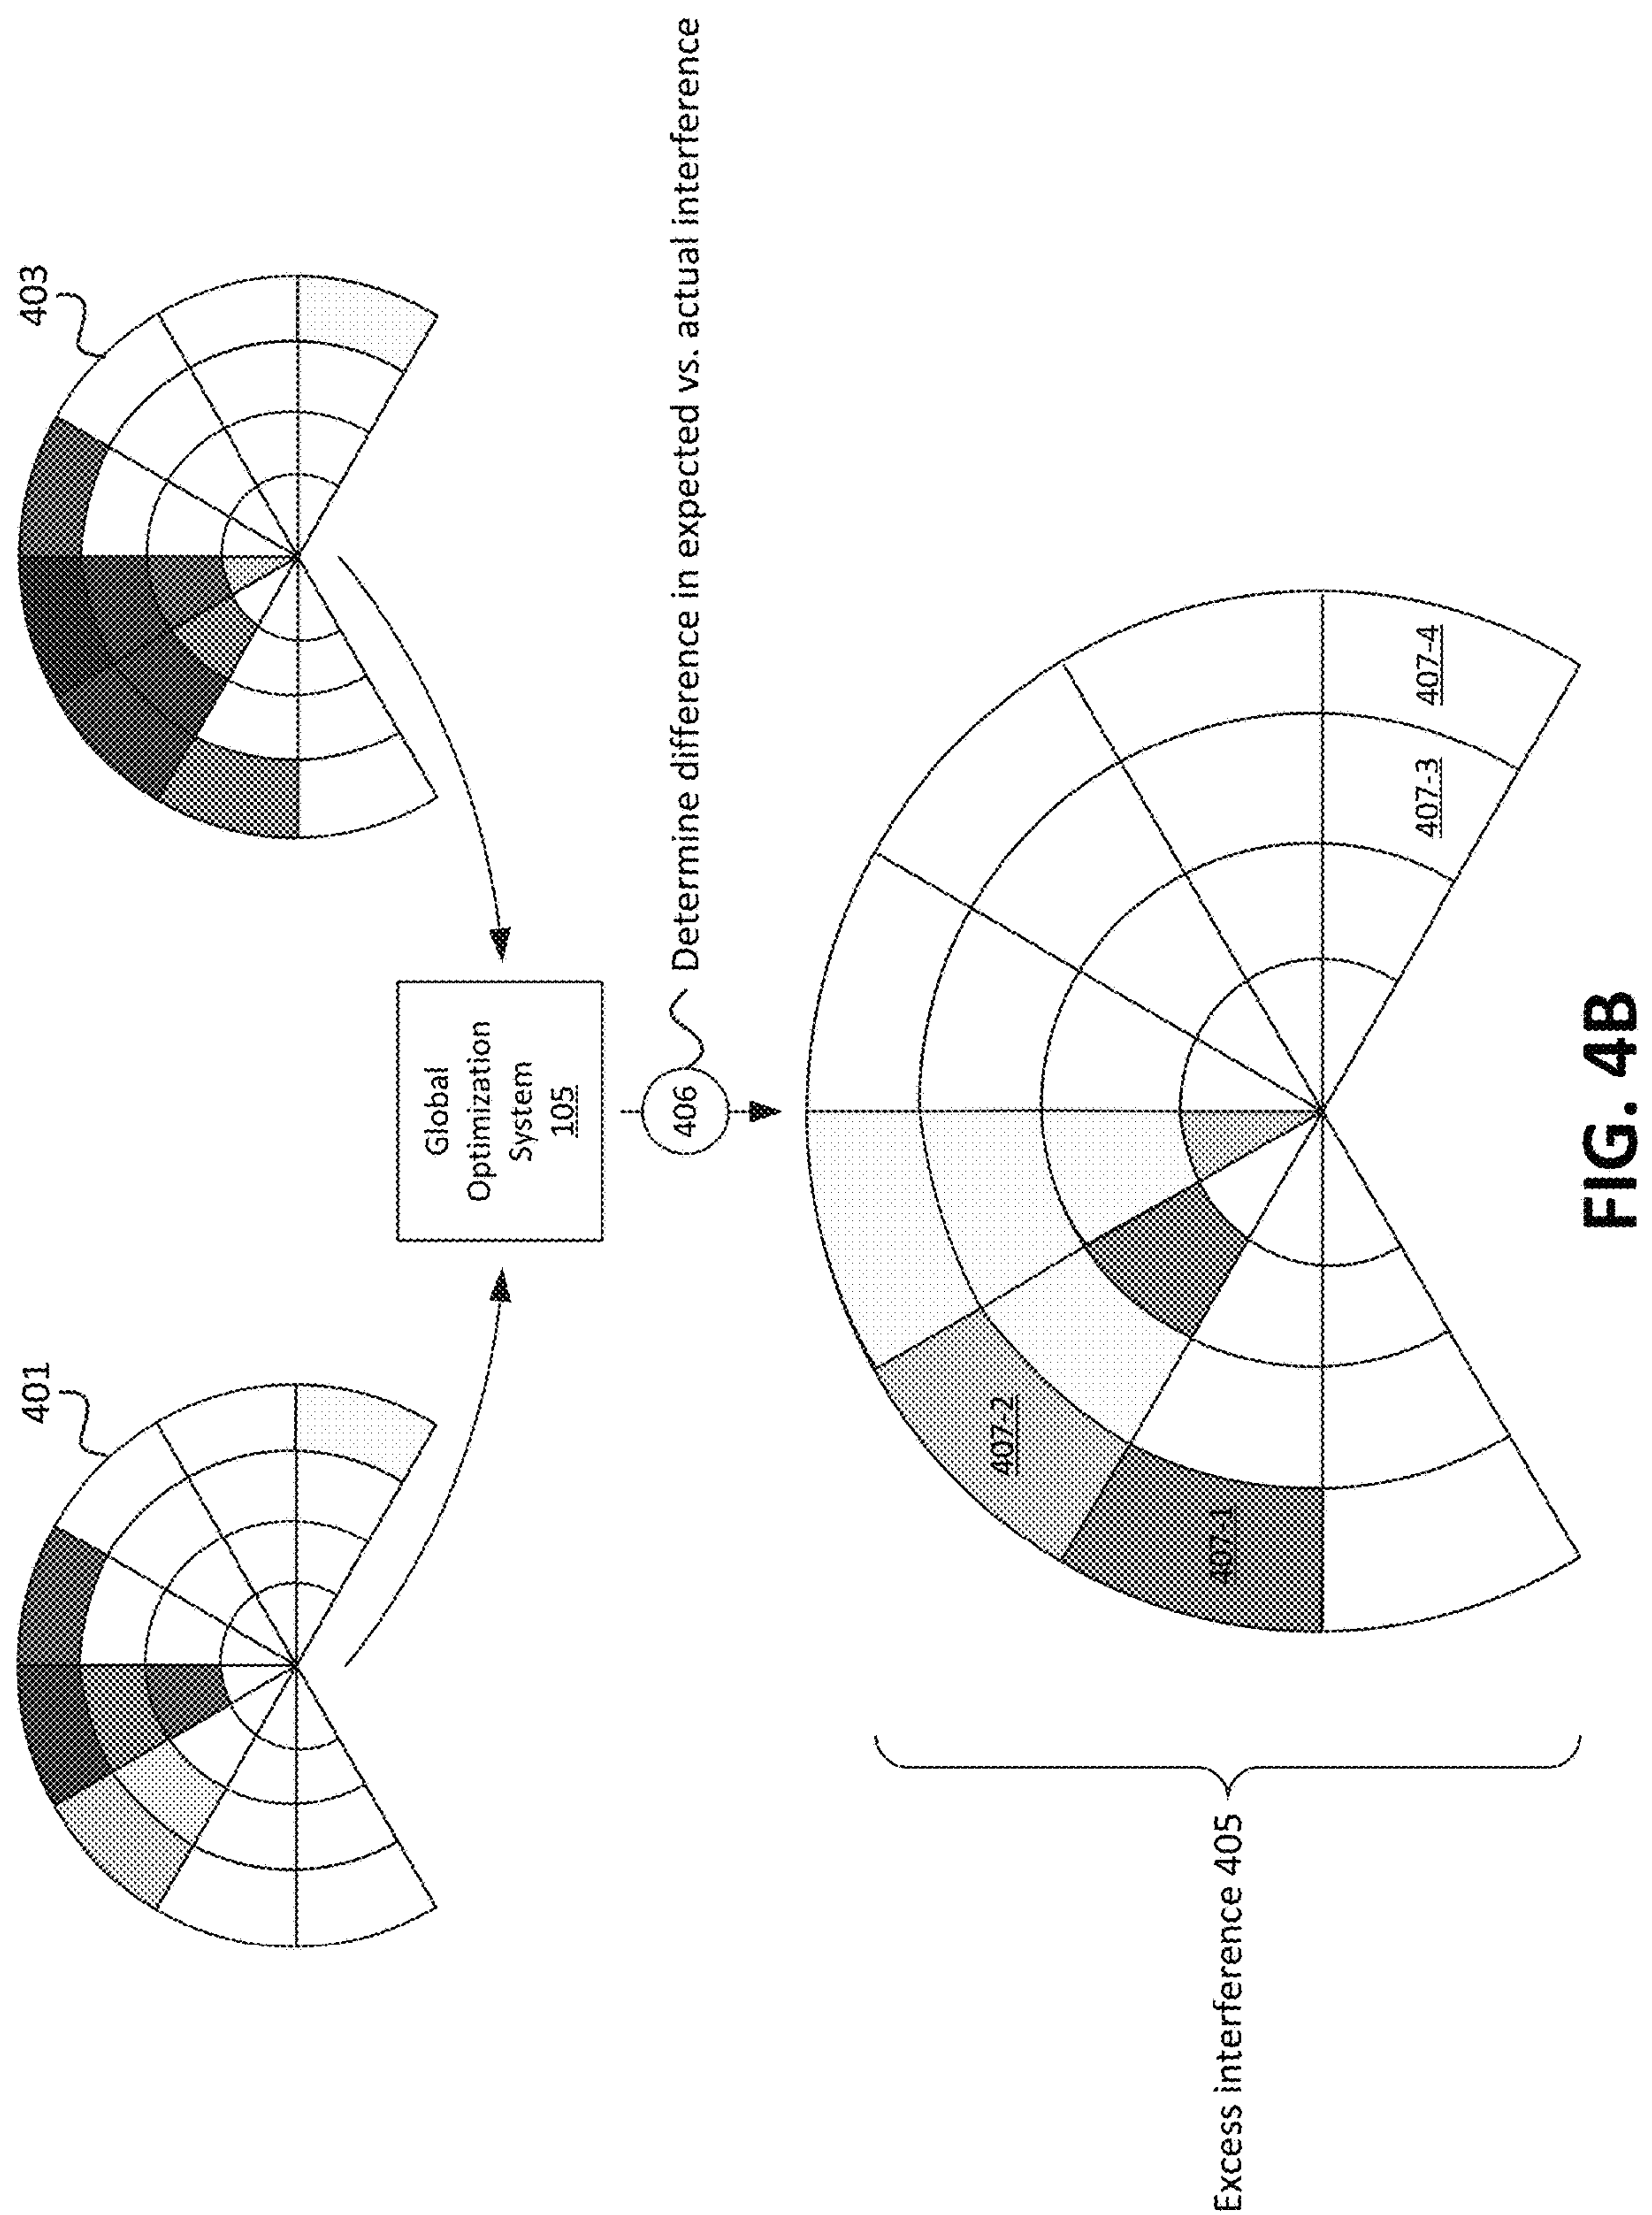 401
403
Global
Optimization
System
105
406
Determine difference in expected vs. actual interference
Excess interference 405
407-2
407-1
407-3
407-4
FIG. 4B